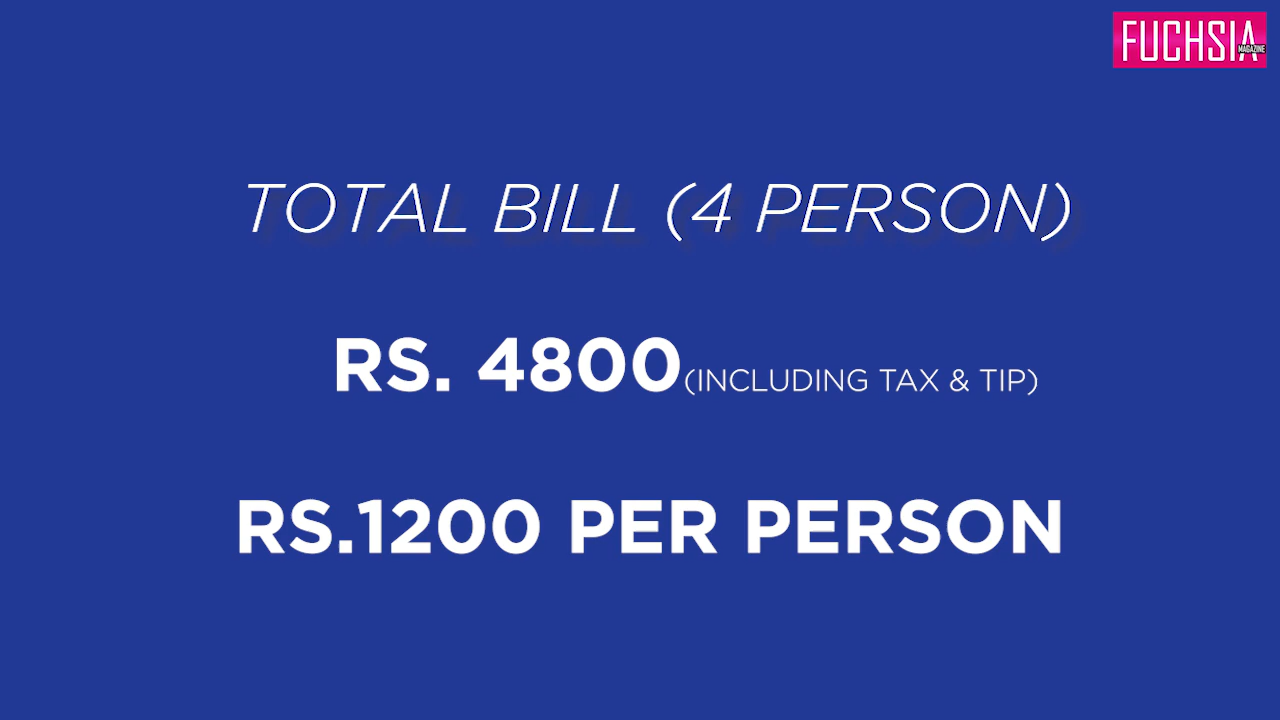 FUCHSIA
MAGAZINE
TOTAL BILL (4 PERSON)
RS. 4800(INCLUDING TAX & TIP)
RS.1200 PER PERSON